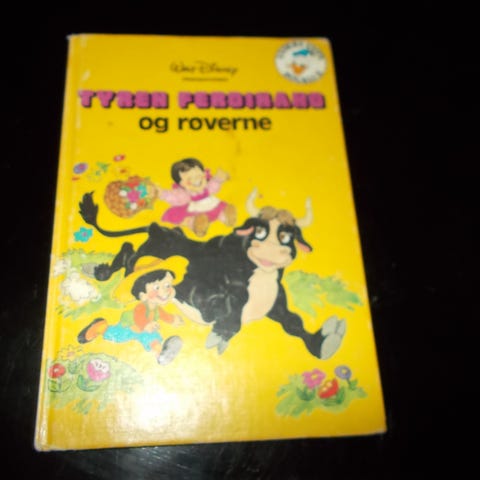 Walt Disney
TYREN FERDINAND
og røverne